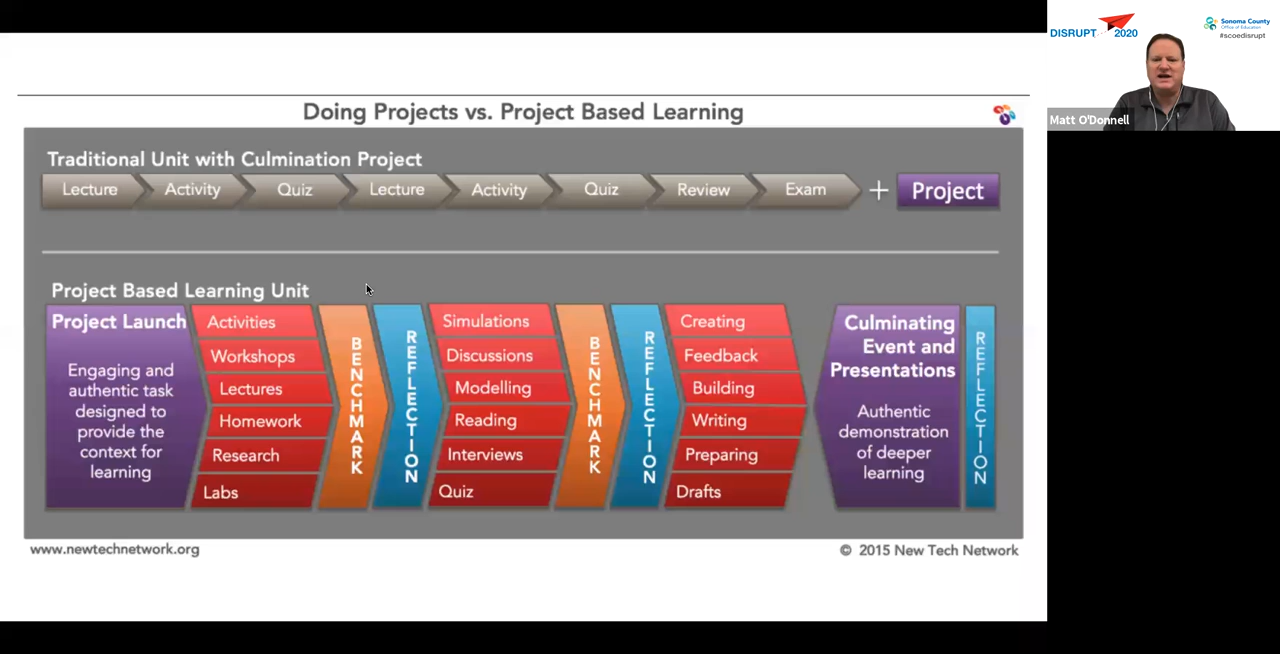 Doing Projects vs. Project Based Learning
Traditional Unit with Culmination Project
Lecture
Activity
Quiz
Lecture
Activity
Quiz
Review
Exam
+
Project
Project Based Learning Unit
Project Launch
Engaging and
authentic task
designed to
provide the
context for
learning
Activities
Workshops
Lectures
Homework
Research
Labs
BENCHMARK
REFLECTION
Simulations
Discussions
Modelling
Reading
Interviews
Quiz
BENCHMARK
REFLECTION
Creating
Feedback
Building
Writing
Preparing
Drafts
Culminating
Event and
Presentations
Authentic
demonstration
of deeper
learning
REFLECTION
www.newtechnetwork.org
© 2015 New Tech Network
DISRUPT 2020
Sonoma County
Office of Education
#scoedisrupt
Matt O'Donnell